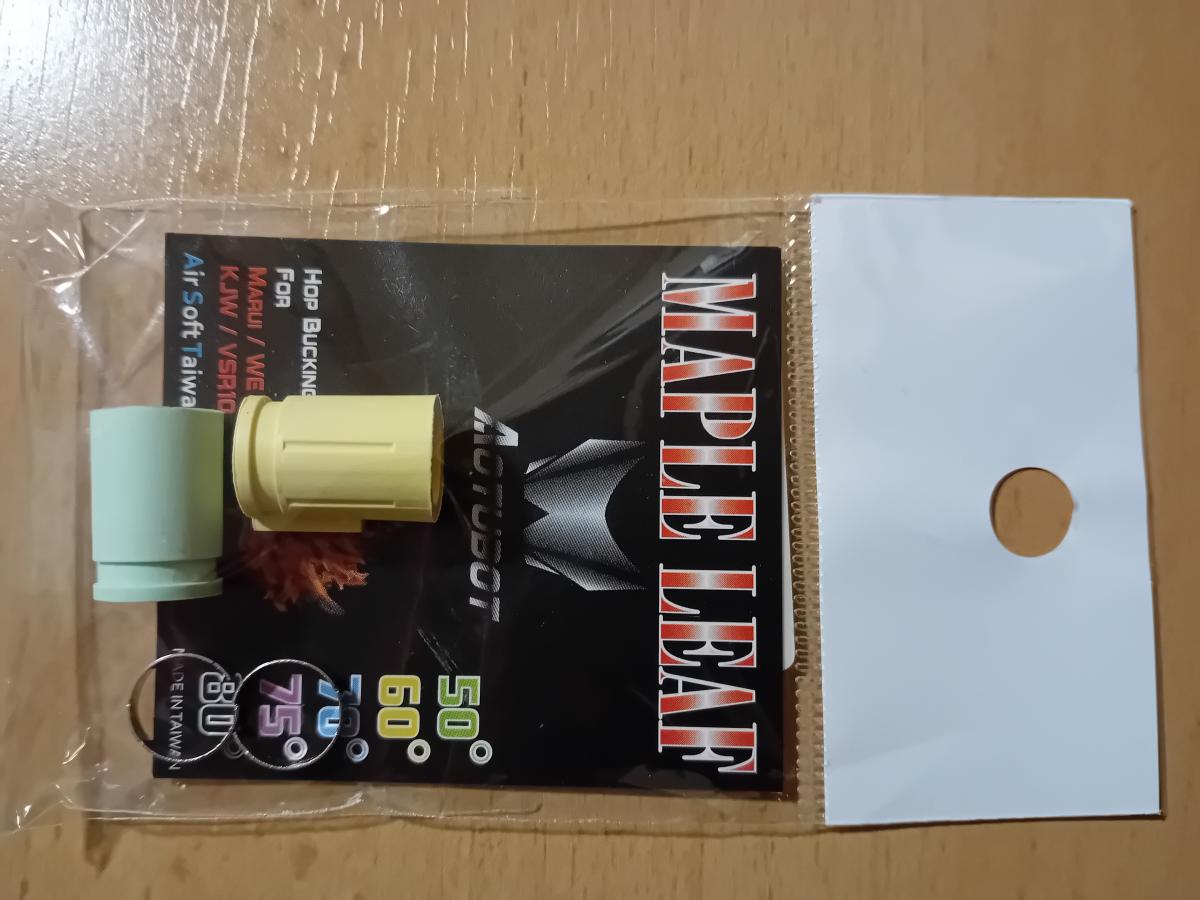 MAPLE LEAF
AUTUBOT
HOP BUCKING
FOR
MARUI / WE
KJW / VSR10
Air Soft Taiwa
50°
60°
70°
75°
80°
MADE IN TAIWAN